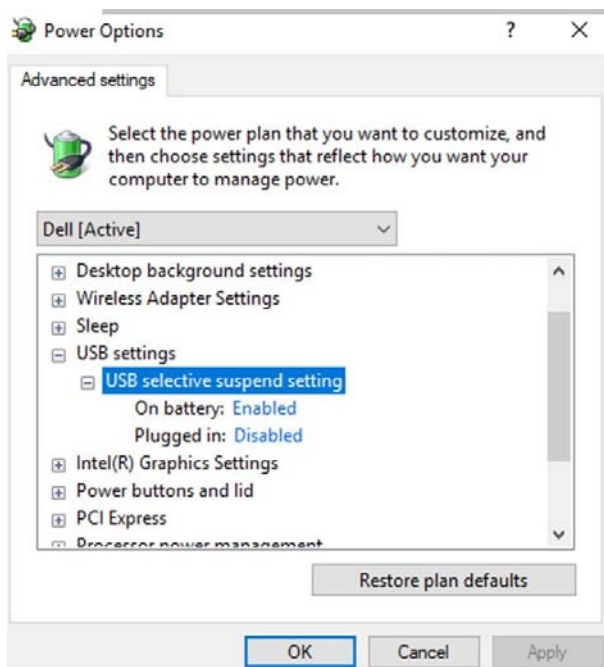 Power Options
?
Advanced settings
Select the power plan that you want to customize, and
then choose settings that reflect how you want your
computer to manage power.
Dell [Active]
Desktop background settings
Wireless Adapter Settings
Sleep
USB settings
USB selective suspend setting
On battery: Enabled
Plugged in: Disabled
Intel(R) Graphics Settings
Power buttons and lid
PCI Express
Processor power management
Restore plan defaults
OK
Cancel
Apply